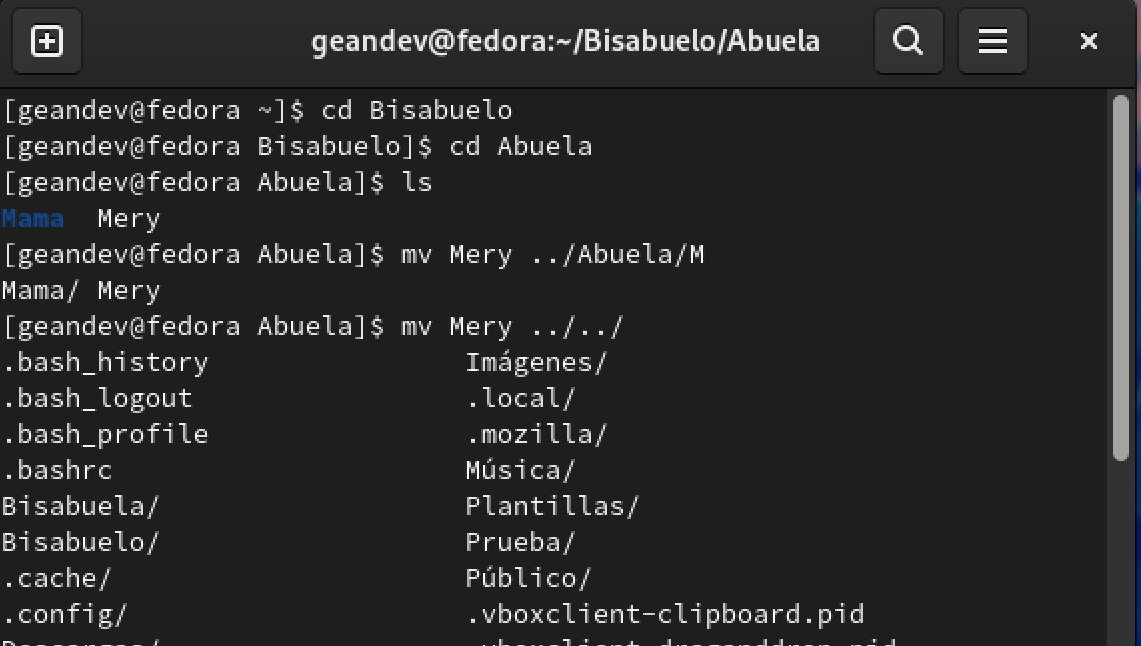 geandev@fedora:~/Bisabuelo/Abuela
[geandev@fedora ~]$ cd Bisabuelo
[geandev@fedora Bisabuelo]$ cd Abuela
[geandev@fedora Abuela]$ ls
Mama  Mery
[geandev@fedora Abuela]$ mv Mery ../Abuela/M
Mama/ Mery
[geandev@fedora Abuela]$ mv Mery ../../
.bash_history                Imágenes/
.bash_logout                 .local/
.bash_profile                .mozilla/
.bashrc                      Música/
Bisabuela/                   Plantillas/
Bisabuelo/                   Prueba/
.cache/                      Público/
.config/                     .vboxclient-clipboard.pid